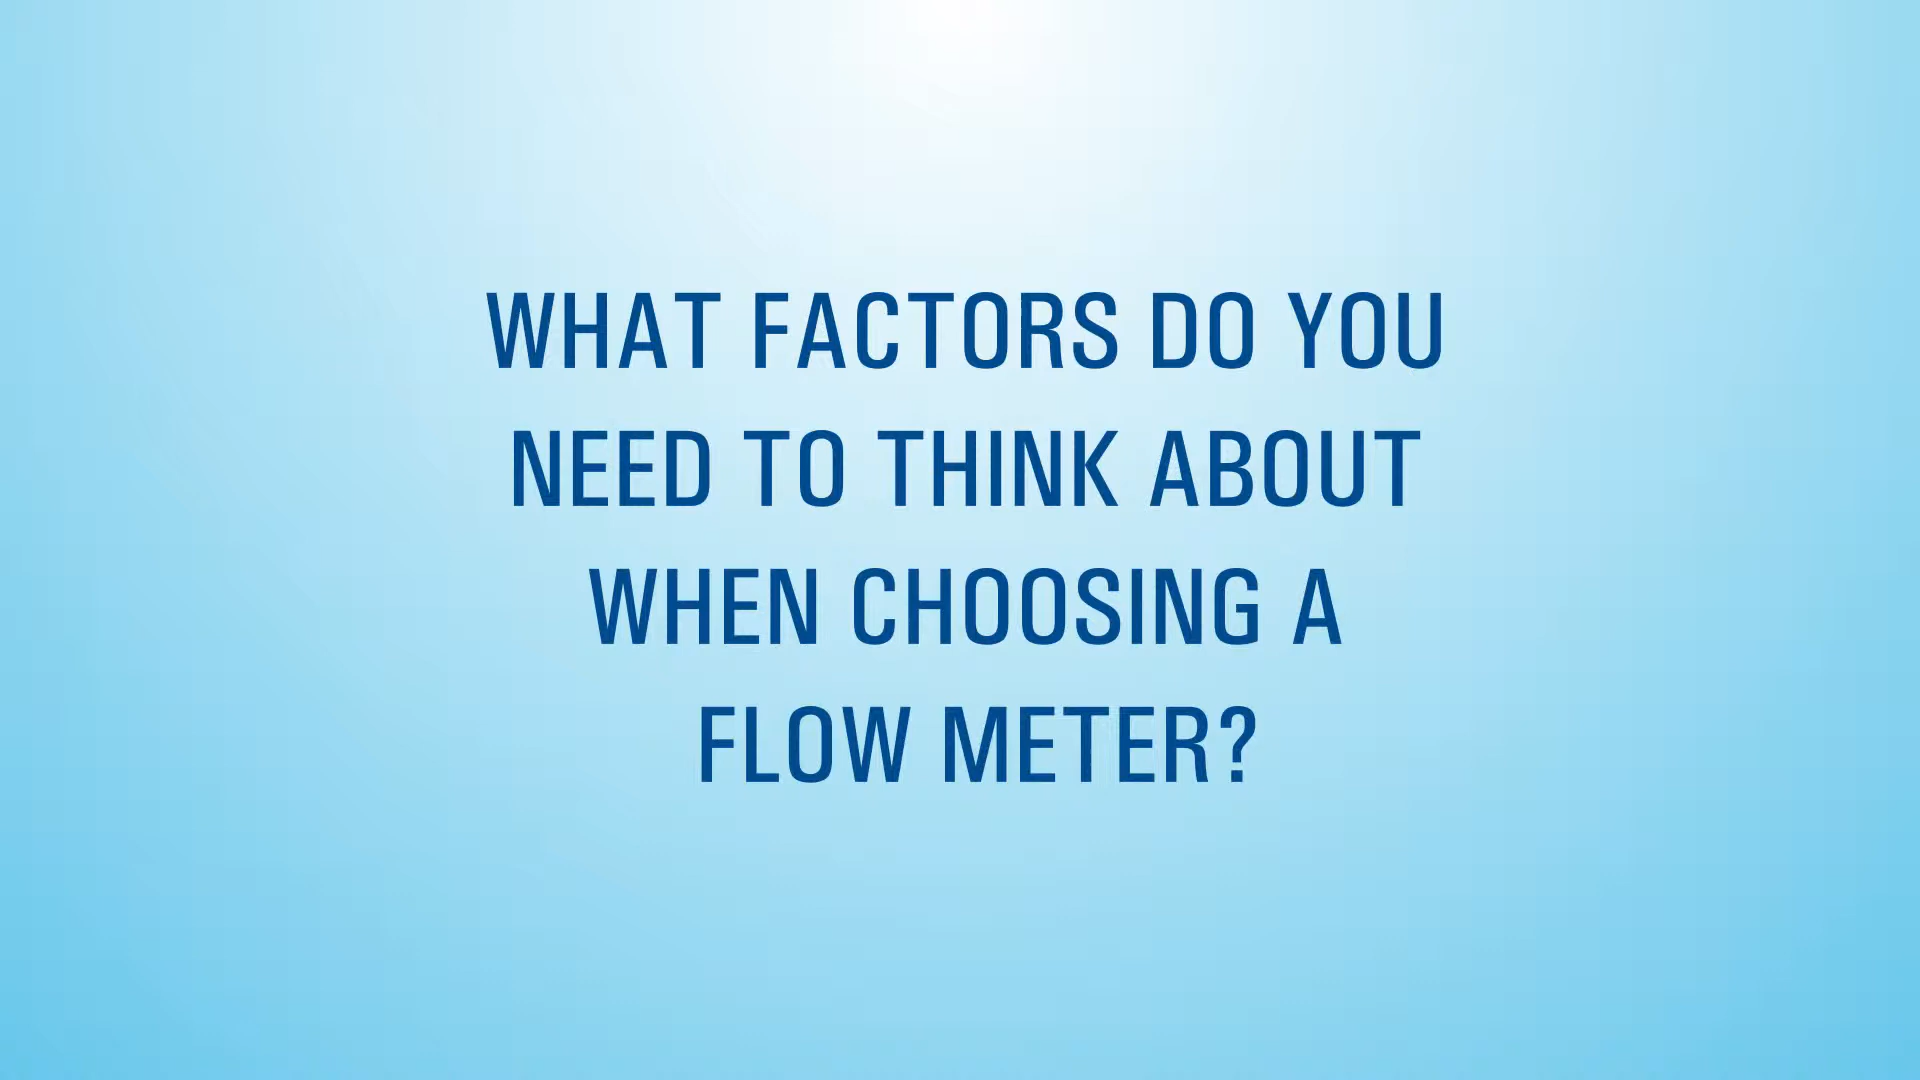 WHAT FACTORS DO YOU
NEED TO THINK ABOUT
WHEN CHOOSING A
FLOW METER?